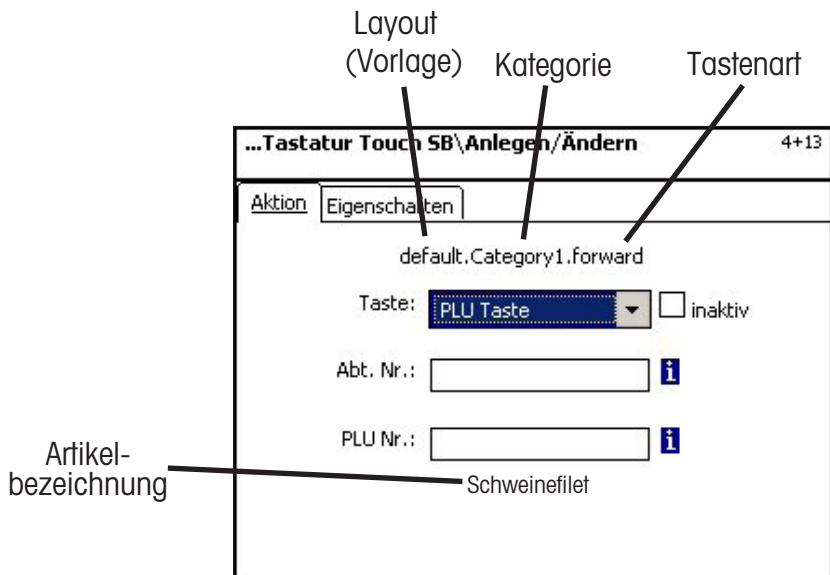 Layout
(Vorlage)
Kategorie
Tastenart
...Tastatur Touch SB\Anlegen/Ändern
4+13
Aktion
Eigenschaften
default.Category1.forward
Taste:
PLU Taste
inaktiv
Abt. Nr.:
i
PLU Nr.:
i
Artikel-
bezeichnung
Schweinefilet